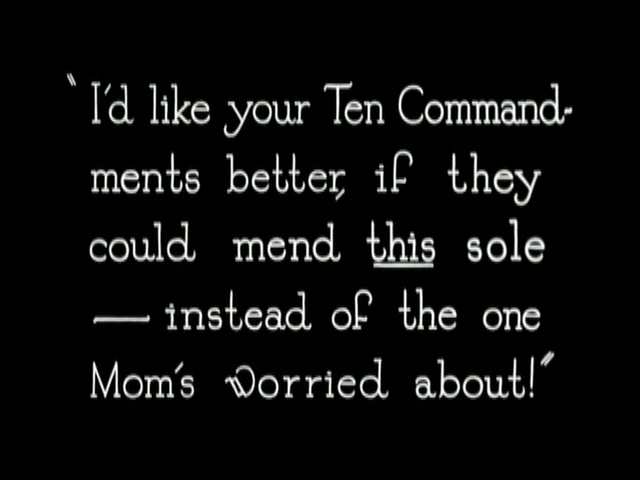 "I'd like your Ten Command-
ments better, if they
could mend this sole
— instead of the one
Mom's worried about!"